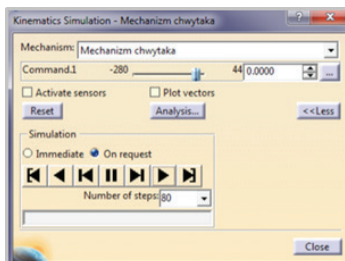 Kinematics Simulation - Mechanizm chwytaka
Mechanism: Mechanizm chwytaka
Command.1 -280 44 0.0000 ...
Activate sensors Plot vectors
Reset Analysis... <<Less
Simulation
Immediate On request
Number of steps: 80
Close